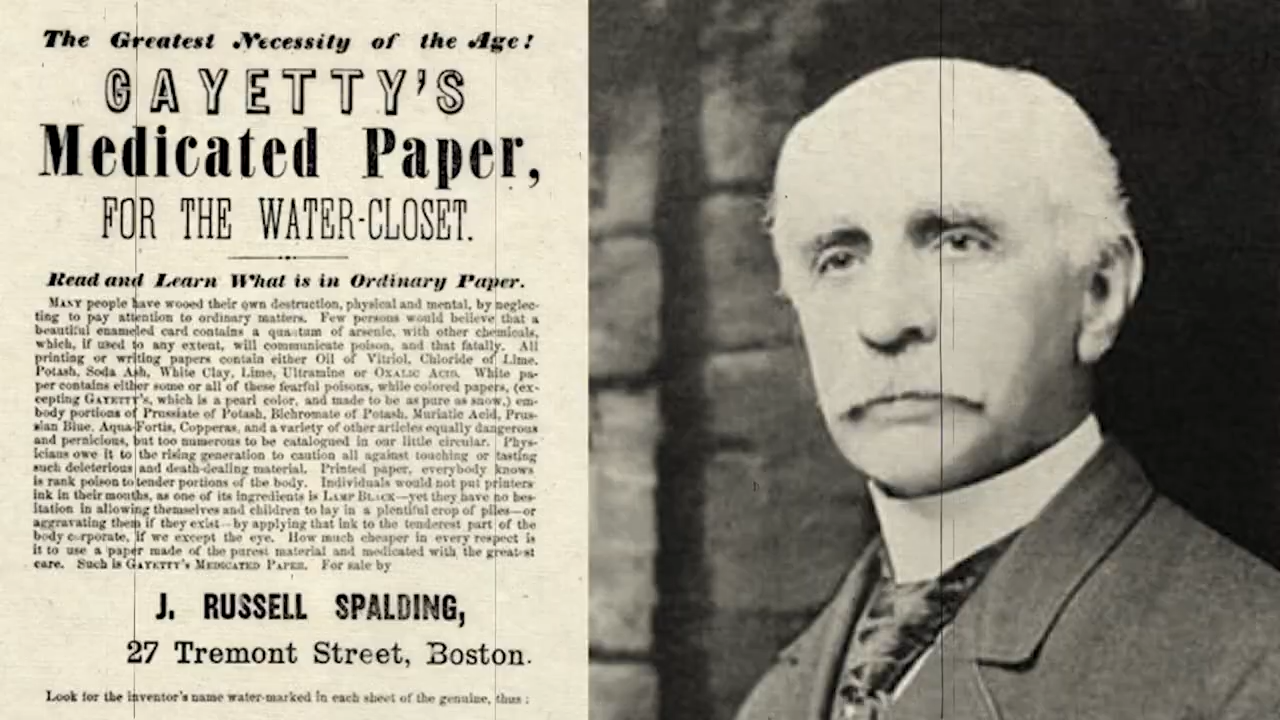 The Greatest Necessity of the Age!
GAYETTY'S
Medicated Paper,
FOR THE WATER-CLOSET.
Read and Learn What is in Ordinary Paper.
MANY people have wooed their own destruction, physical and mental, by neglec-
ting to pay attention to ordinary matters. Few persons would believe that a
beautiful enameled card contains a quantum of arsenic, with other chemicals,
which, if used to any extent, will communicate poison, and that fatally. All
printing or writing papers contain either Oil of Vitriol, Chloride of Lime,
Potash, Soda Ash, White Clay, Lime, Ultramine or OXALIC ACID. White pa-
per contains either some or all of these fearful poisons, while colored papers, (ex-
cepting GAYETTY'S, which is a pearl color, and made to be as pure as snow,) em-
body portions of Prussiate of Potash, Bichromate of Potash, Muriatic Acid, Prus-
sian Blue, Aqua Fortis, Copperas, and a variety of other articles equally dangerous
and pernicious, but too numerous to be catalogued in our little circular. Phys-
icians owe it to the rising generation to caution all against touching or tasting
such deleterious and death-dealing material. Printed paper, everybody knows
is rank poison to tender portions of the body. Individuals would not put printers'
ink in their mouths, as one of its ingredients is LAMP BLACK—yet they have no hes-
itation in allowing themselves and children to lay in a plentiful crop of piles—or
aggravating them if they exist—by applying that ink to the tenderest part of the
body corporate, if we except the eye. How much cheaper in every respect is
it to use a paper made of the purest material and medicated with the greatest
care. Such is GAYETTY'S MEDICATED PAPER. For sale by
J. RUSSELL SPALDING,
27 Tremont Street, Boston.
Look for the inventor's name water-marked in each sheet of the genuine, thus :